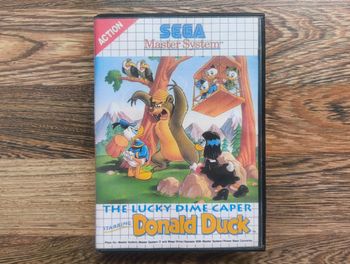 ACTION
SEGA
Master System
THE LUCKY DIME CAPER
STARRING
Donald Duck